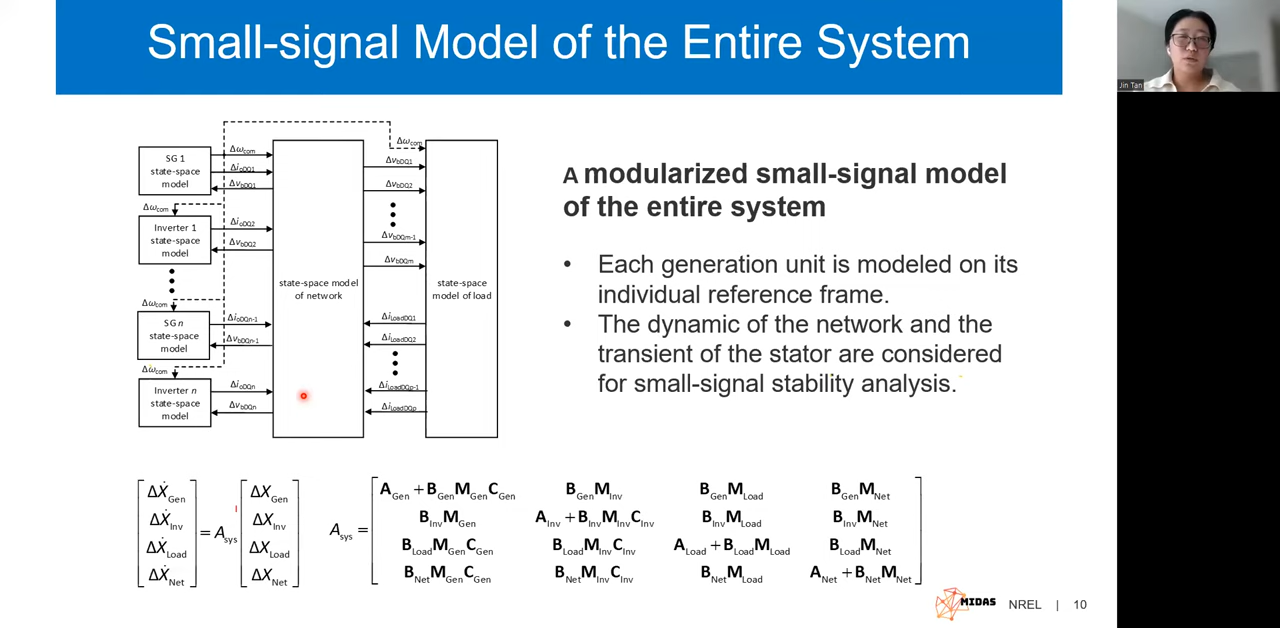 Small-signal Model of the Entire System
Jin Tan
SG 1
state-space
model
Δω_com
Δi_oDQ1
Δv_bDQ1
Δω_com
Inverter 1
state-space
model
Δi_oDQ2
Δv_bDQ2
Δω_com
SG n
state-space
model
Δi_oDQn-1
Δv_bDQn-1
Δω_com
Inverter n
state-space
model
Δi_oDQn
Δv_bDQn
state-space model
of network
Δω_com
Δv_bDQ1
Δv_bDQ2
Δv_bDQm-1
Δv_bDQm
Δi_LoadDQ1
Δi_LoadDQ2
Δi_LoadDQp-1
Δi_LoadDQp
state-space
model of load
A modularized small-signal model
of the entire system
• Each generation unit is modeled on its
individual reference frame.
• The dynamic of the network and the
transient of the stator are considered
for small-signal stability analysis.
ΔẊ_Gen
ΔẊ_Inv
ΔẊ_Load
ΔẊ_Net
= A_sys
ΔX_Gen
ΔX_Inv
ΔX_Load
ΔX_Net
A_sys =
A_Gen + B_Gen M_Gen C_Gen B_Gen M_Inv B_Gen M_Load B_Gen M_Net
B_Inv M_Gen A_Inv + B_Inv M_Inv C_Inv B_Inv M_Load B_Inv M_Net
B_Load M_Gen C_Gen B_Load M_Inv C_Inv A_Load + B_Load M_Load B_Load M_Net
B_Net M_Gen C_Gen B_Net M_Inv C_Inv B_Net M_Load A_Net + B_Net M_Net
MIDAS NREL | 10